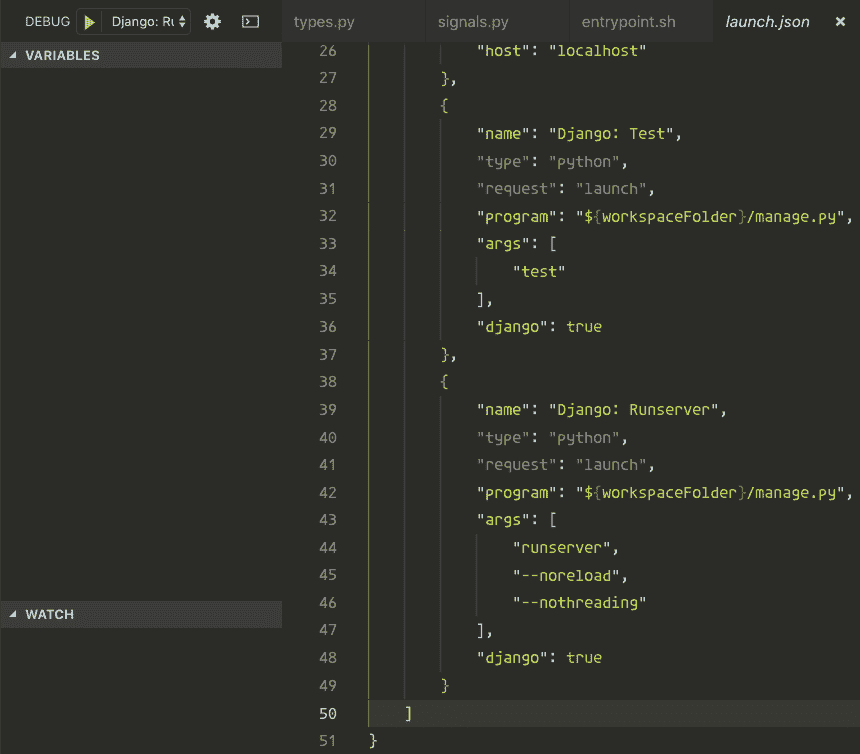 DEBUG Django: Ru
types.py signals.py entrypoint.sh launch.json ×
VARIABLES
WATCH
26 "host": "localhost"
27 },
28 {
29 "name": "Django: Test",
30 "type": "python",
31 "request": "launch",
32 "program": "${workspaceFolder}/manage.py",
33 "args": [
34 "test"
35 ],
36 "django": true
37 },
38 {
39 "name": "Django: Runserver",
40 "type": "python",
41 "request": "launch",
42 "program": "${workspaceFolder}/manage.py",
43 "args": [
44 "runserver",
45 "--noreload",
46 "--nothreading"
47 ],
48 "django": true
49 }
50 ]
51 }